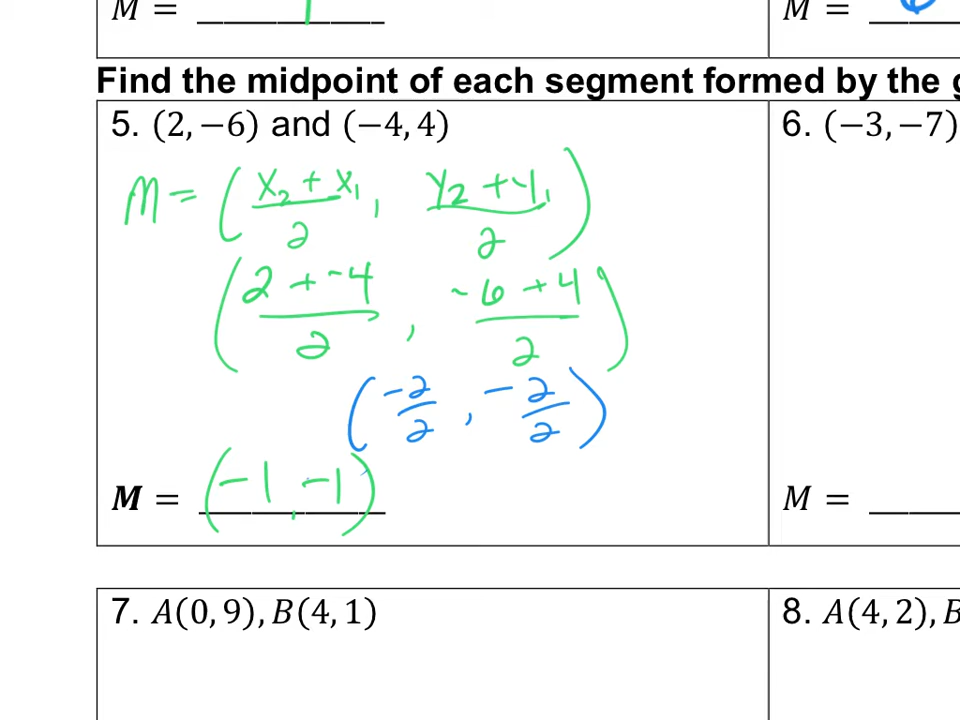 M = ____________ M = ____
Find the midpoint of each segment formed by the
5. (2, −6) and (−4, 4)
M = ( (x₂ + x₁)/2 , (y₂ + y₁)/2 )
( (2 + -4)/2 , (-6 + 4)/2 )
( -2/2 , -2/2 )
M = (-1, -1)
6. (−3, −7)
M = ____
7. A(0, 9), B(4, 1)
8. A(4, 2), B